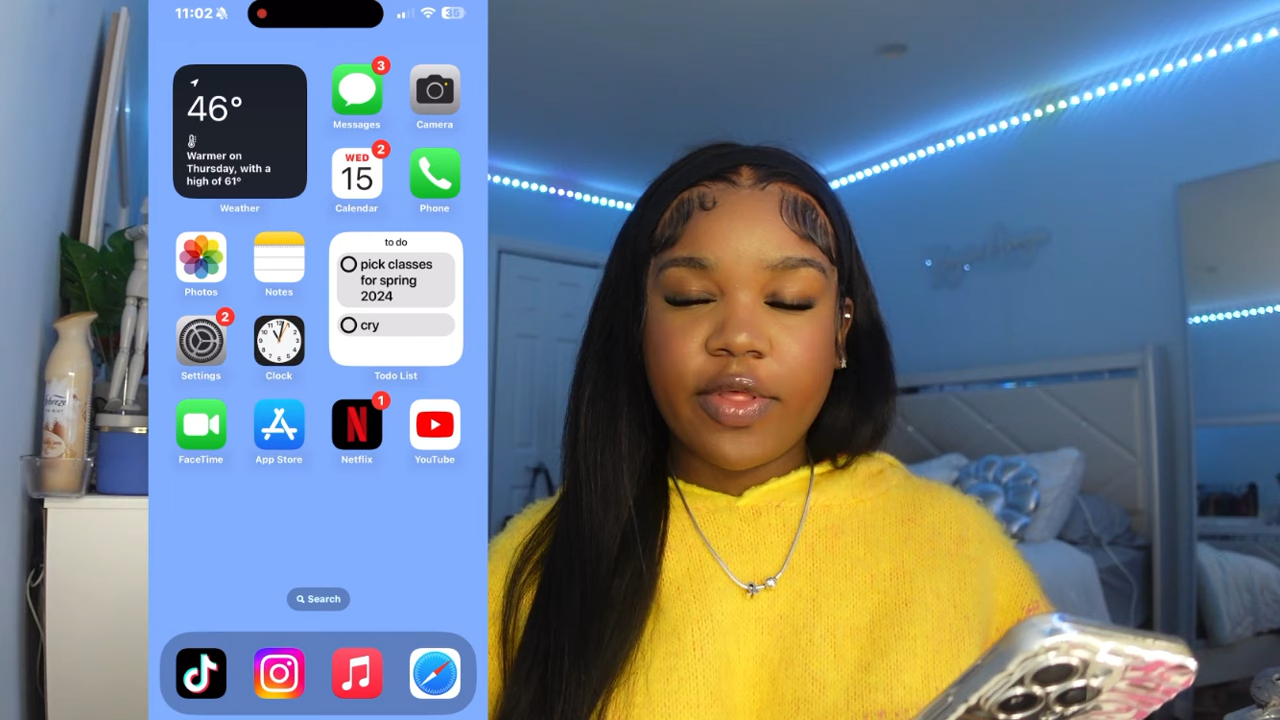 11:02
35
46°
Warmer on
Thursday, with a
high of 61°
Weather
3
Messages
Camera
WED
2
15
Calendar
Phone
Photos
Notes
to do
pick classes
for spring
2024
cry
Todo List
2
Settings
Clock
FaceTime
App Store
N
1
Netflix
YouTube
Search